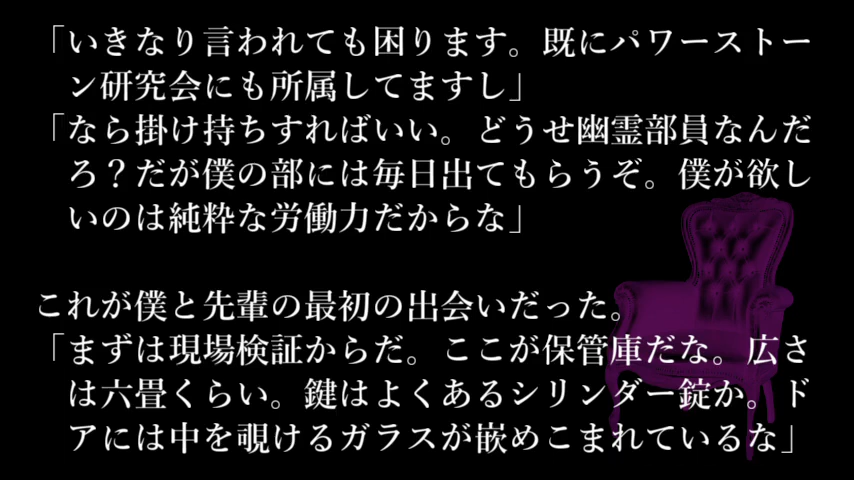 「いきなり言われても困ります。既にパワーストー
ン研究会にも所属してますし」
「なら掛け持ちすればいい。どうせ幽霊部員なんだ
ろ？だが僕の部には毎日出てもらうぞ。僕が欲し
いのは純粋な労働力だからな」
これが僕と先輩の最初の出会いだった。
「まずは現場検証からだ。ここが保管庫だな。広さ
は六畳くらい。鍵はよくあるシリンダー錠か。ド
アには中を覗けるガラスが嵌めこまれているな」